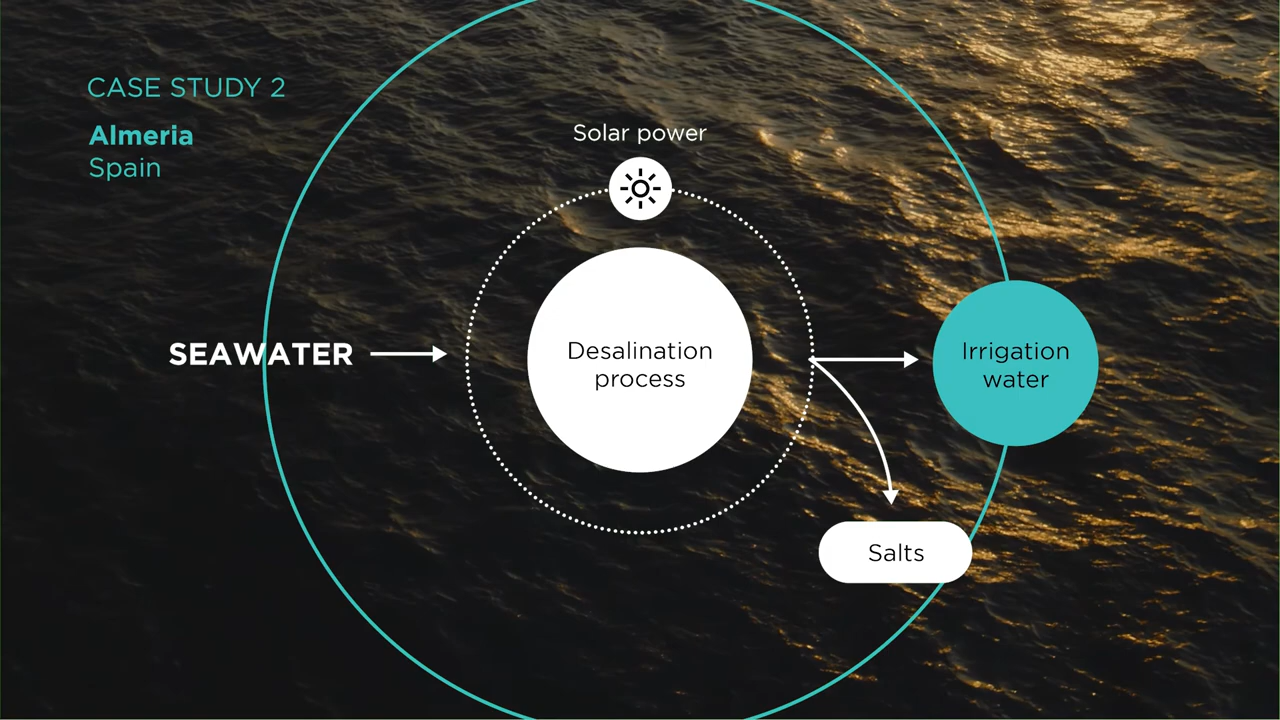 CASE STUDY 2
Almeria
Spain
Solar power
SEAWATER
Desalination
process
Irrigation
water
Salts